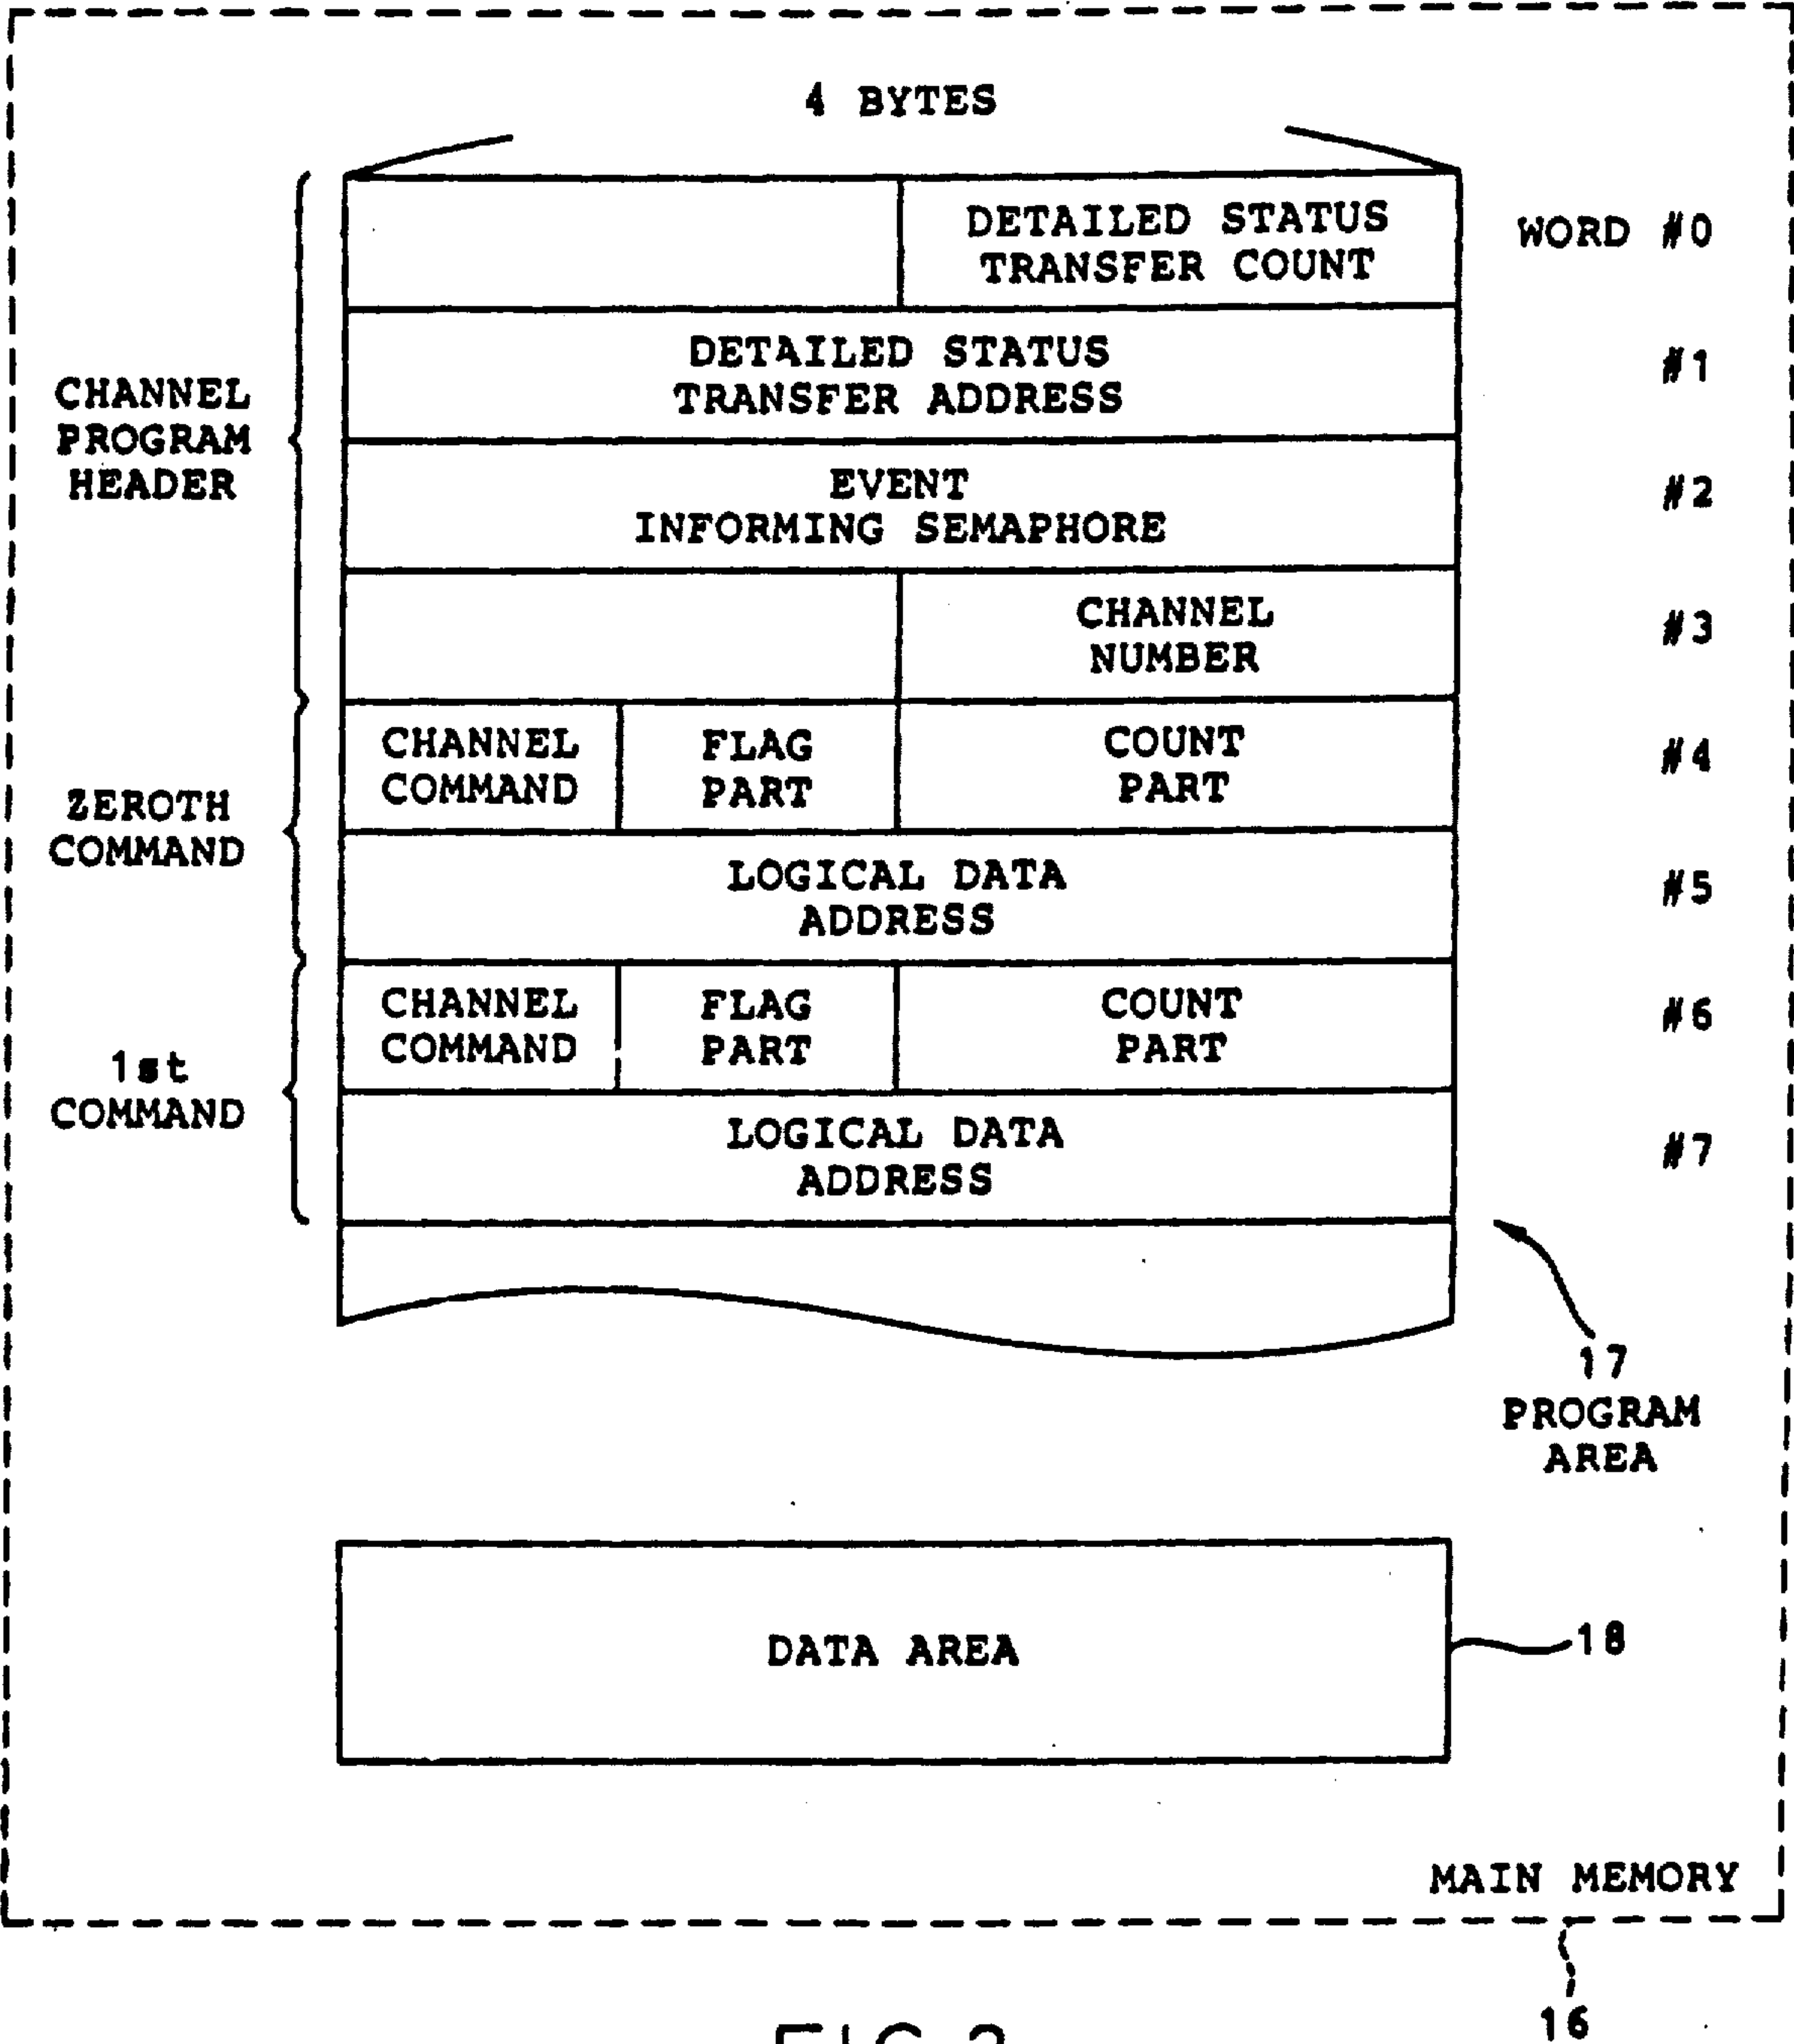 4 BYTES
DETAILED STATUS
TRANSFER COUNT
WORD #0
DETAILED STATUS
TRANSFER ADDRESS
#1
CHANNEL
PROGRAM
HEADER
EVENT
INFORMING SEMAPHORE
#2
CHANNEL
NUMBER
#3
CHANNEL
COMMAND
FLAG
PART
COUNT
PART
#4
ZEROTH
COMMAND
LOGICAL DATA
ADDRESS
#5
CHANNEL
COMMAND
FLAG
PART
COUNT
PART
#6
1st
COMMAND
LOGICAL DATA
ADDRESS
#7
17
PROGRAM
AREA
DATA AREA
18
MAIN MEMORY
16